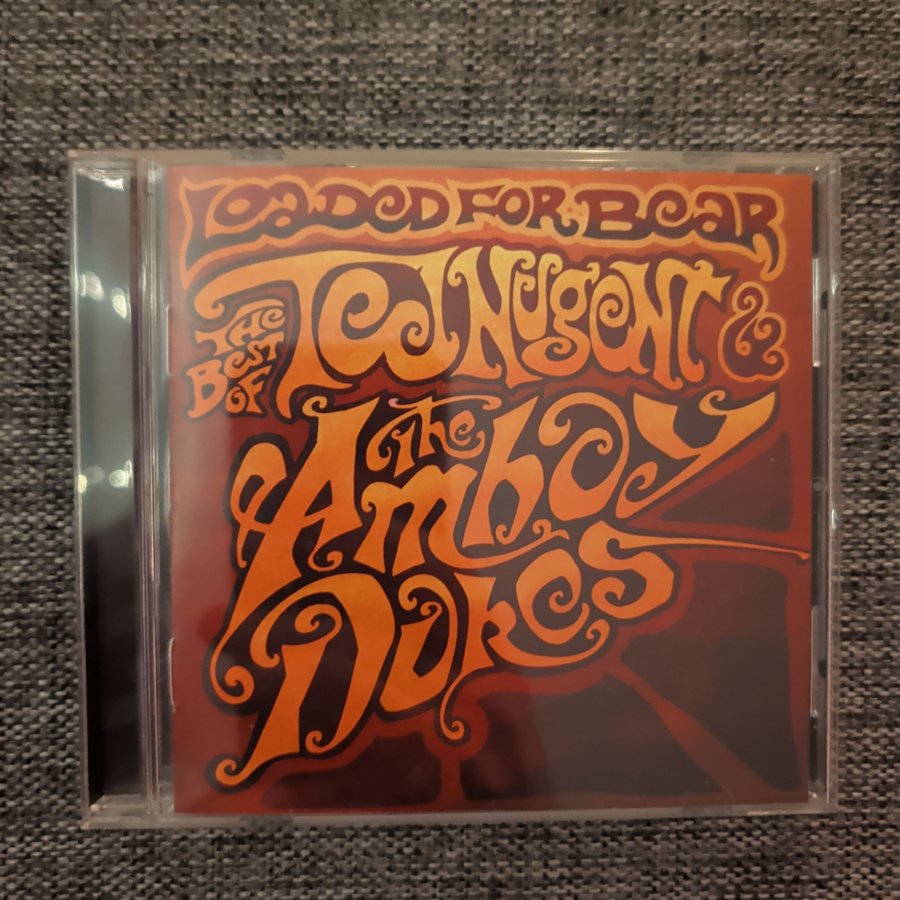 LOADED FOR BEAR
THE BEST OF
Ted Nugent &
The Amboy
Dukes